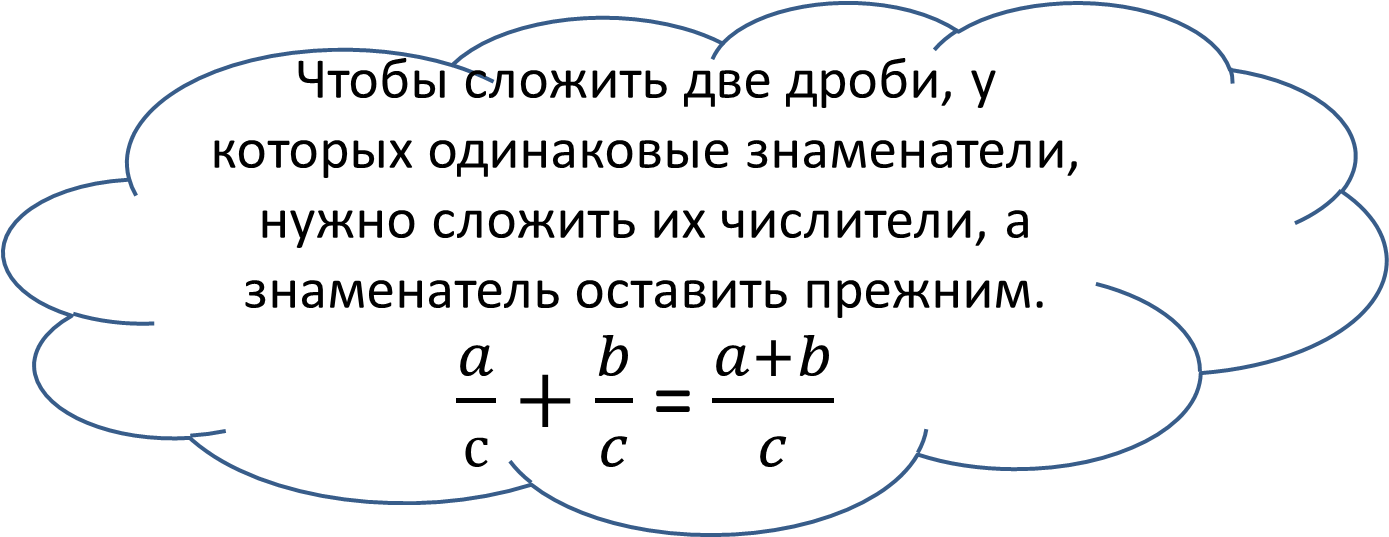 Чтобы сложить две дроби, у
которых одинаковые знаменатели,
нужно сложить их числители, а
знаменатель оставить прежним.
a/c + b/c = a+b/c